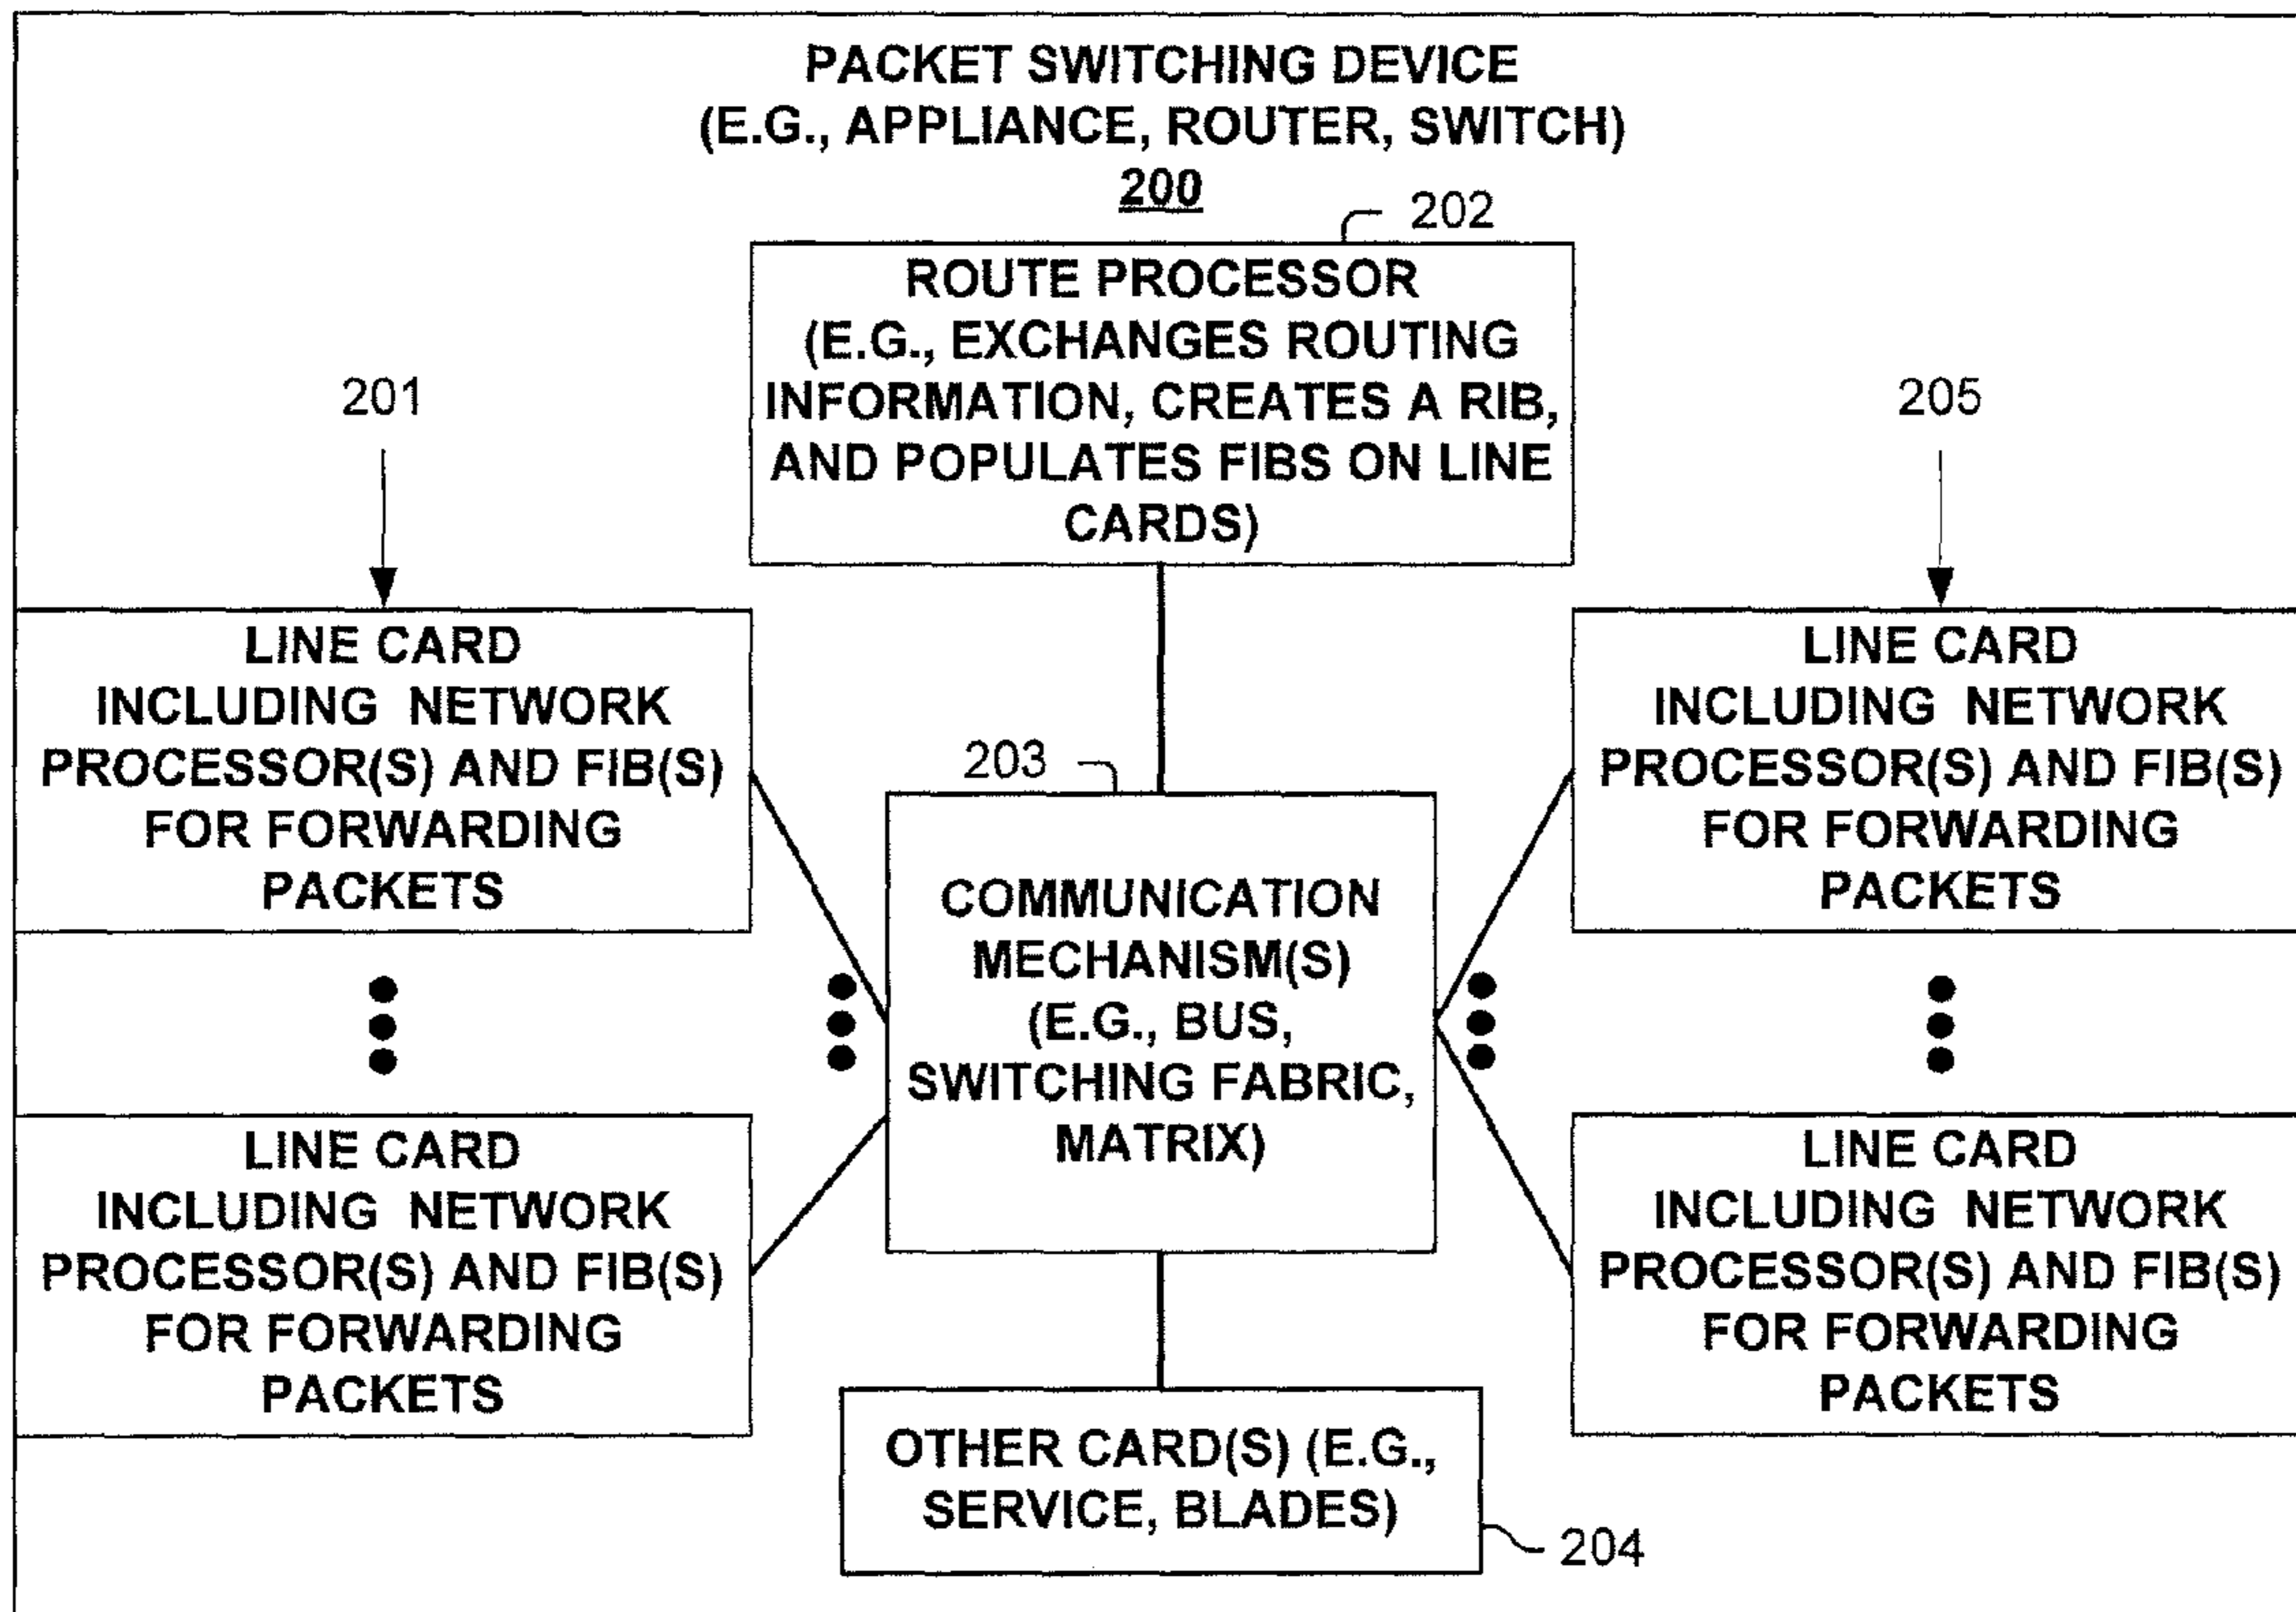 PACKET SWITCHING DEVICE
(E.G., APPLIANCE, ROUTER, SWITCH)
200
202
ROUTE PROCESSOR
(E.G., EXCHANGES ROUTING
INFORMATION, CREATES A RIB,
AND POPULATES FIBS ON LINE
CARDS)
201
LINE CARD
INCLUDING NETWORK
PROCESSOR(S) AND FIB(S)
FOR FORWARDING
PACKETS
205
LINE CARD
INCLUDING NETWORK
PROCESSOR(S) AND FIB(S)
FOR FORWARDING
PACKETS
203
COMMUNICATION
MECHANISM(S)
(E.G., BUS,
SWITCHING FABRIC,
MATRIX)
LINE CARD
INCLUDING NETWORK
PROCESSOR(S) AND FIB(S)
FOR FORWARDING
PACKETS
LINE CARD
INCLUDING NETWORK
PROCESSOR(S) AND FIB(S)
FOR FORWARDING
PACKETS
OTHER CARD(S) (E.G.,
SERVICE, BLADES)
204